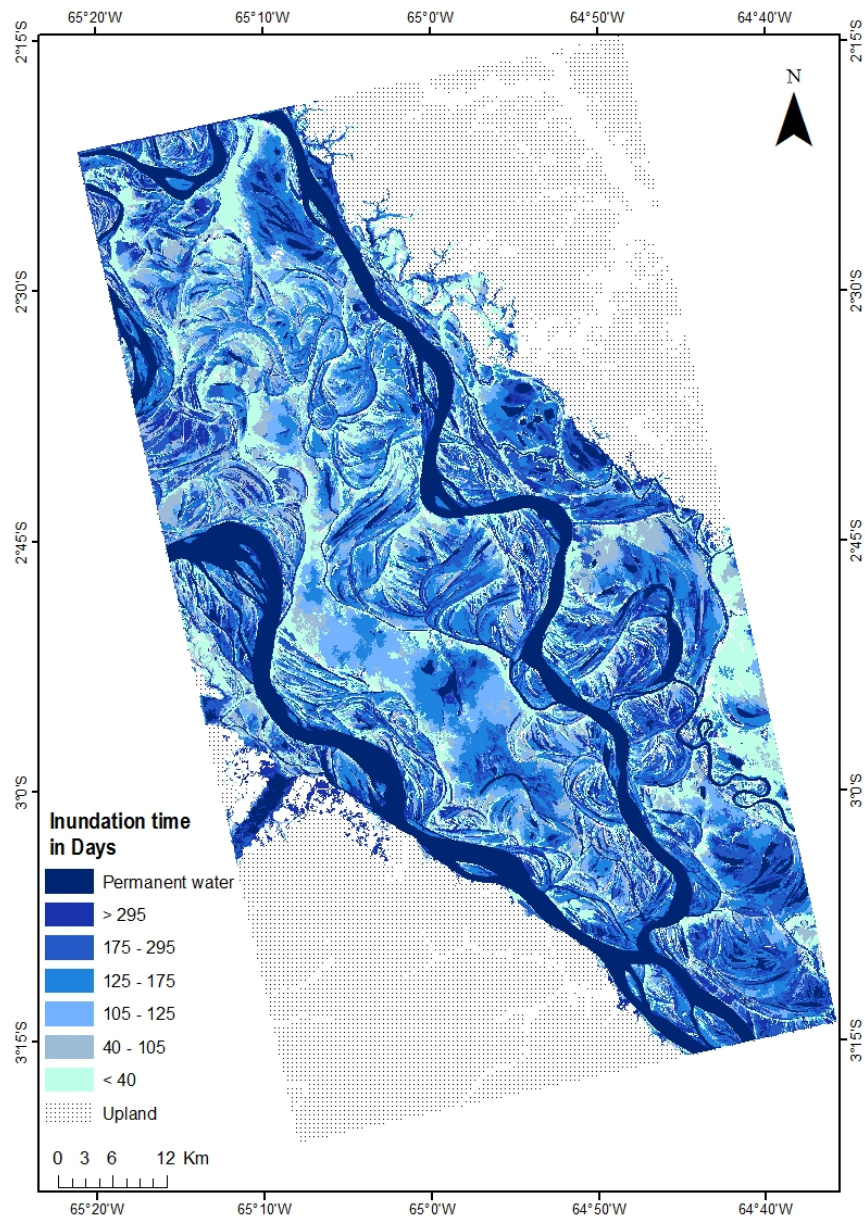 65°20'W 65°10'W 65°0'W 64°50'W 64°40'W
2°15'S 2°15'S
N
2°30'S 2°30'S
2°45'S 2°45'S
3°0'S 3°0'S
Inundation time
in Days
Permanent water
> 295
175 - 295
125 - 175
105 - 125
40 - 105
< 40
Upland
3°15'S 3°15'S
0 3 6 12 Km
65°20'W 65°10'W 65°0'W 64°50'W 64°40'W